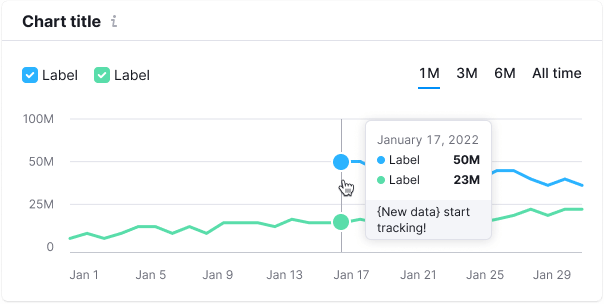 Chart title i
Label Label 1M 3M 6M All time
100M
January 17, 2022
50M
Label 50M
Label 23M
25M
{New data} start
tracking!
0
Jan 1 Jan 5 Jan 9 Jan 13 Jan 17 Jan 21 Jan 25 Jan 29